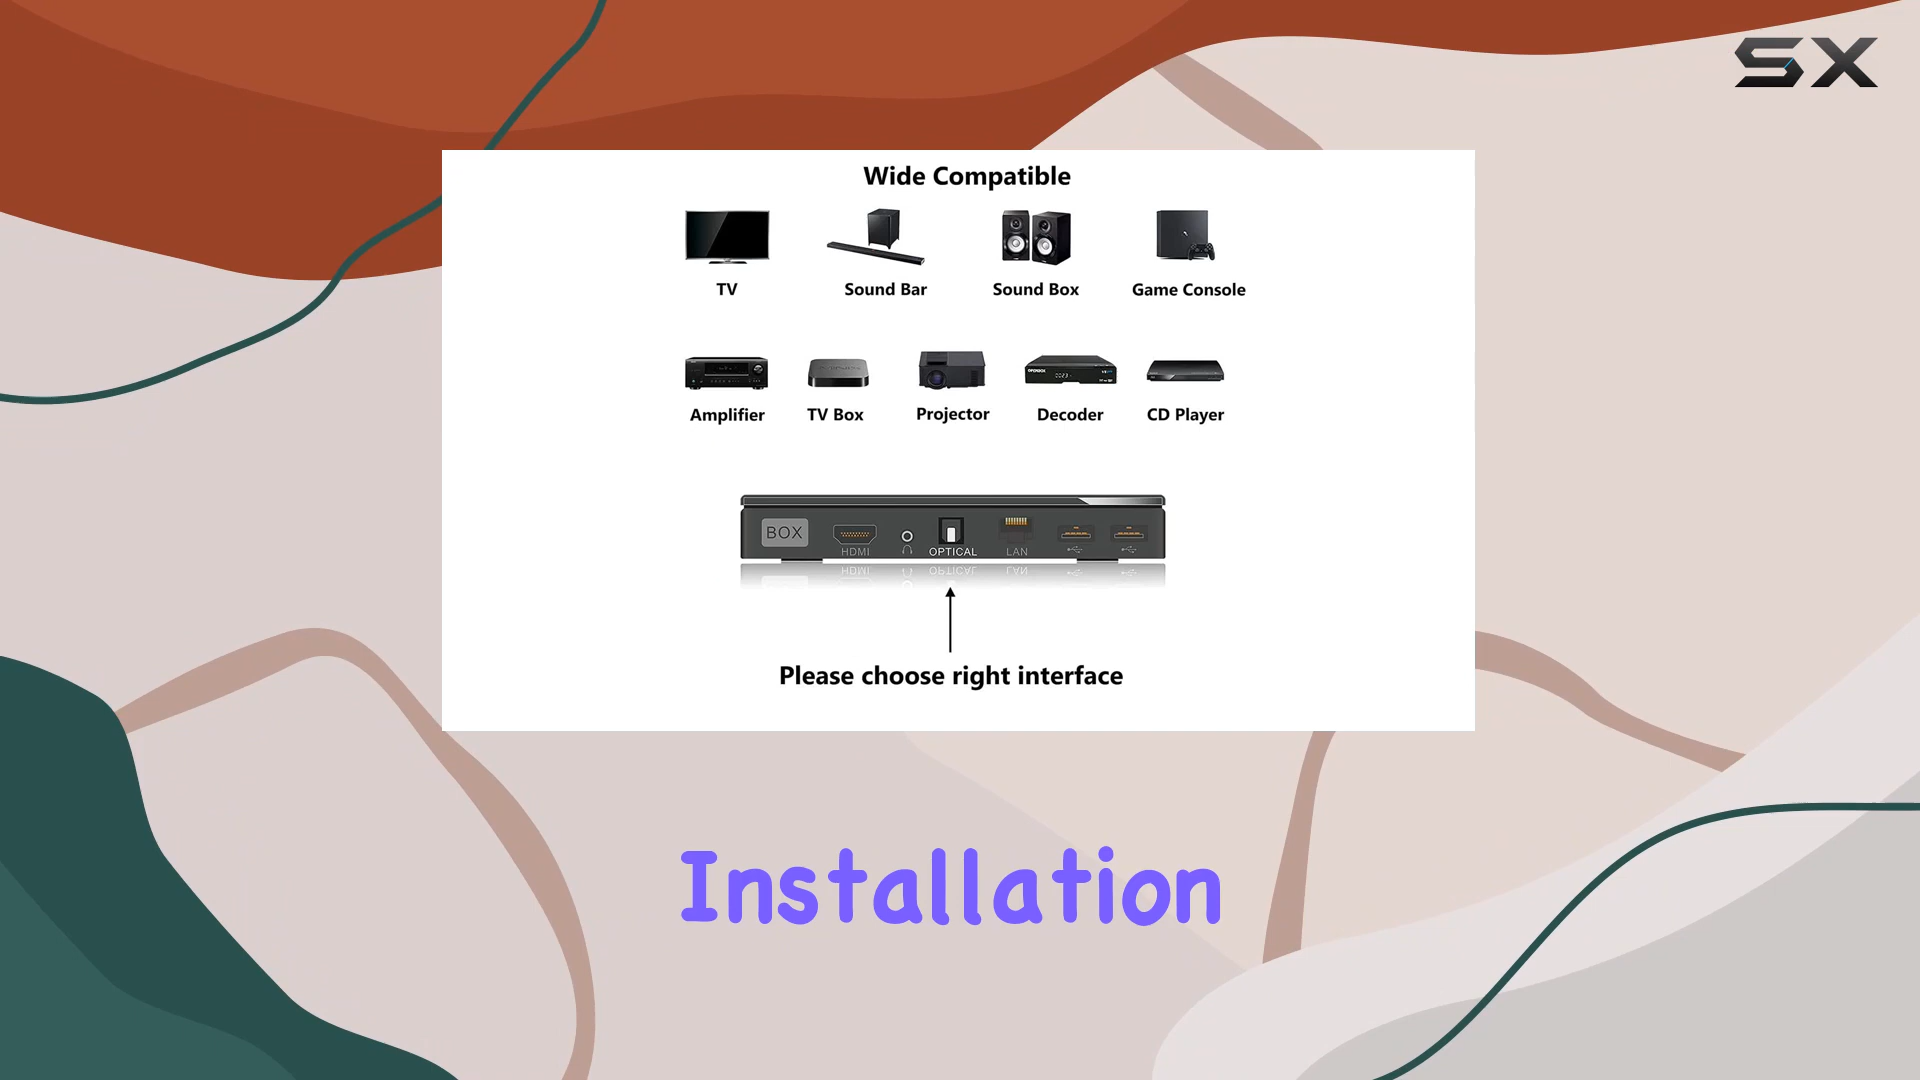 SX
Wide Compatible
TV Sound Bar Sound Box Game Console
Amplifier TV Box Projector Decoder CD Player
BOX HDMI OPTICAL LAN
Please choose right interface
Installation